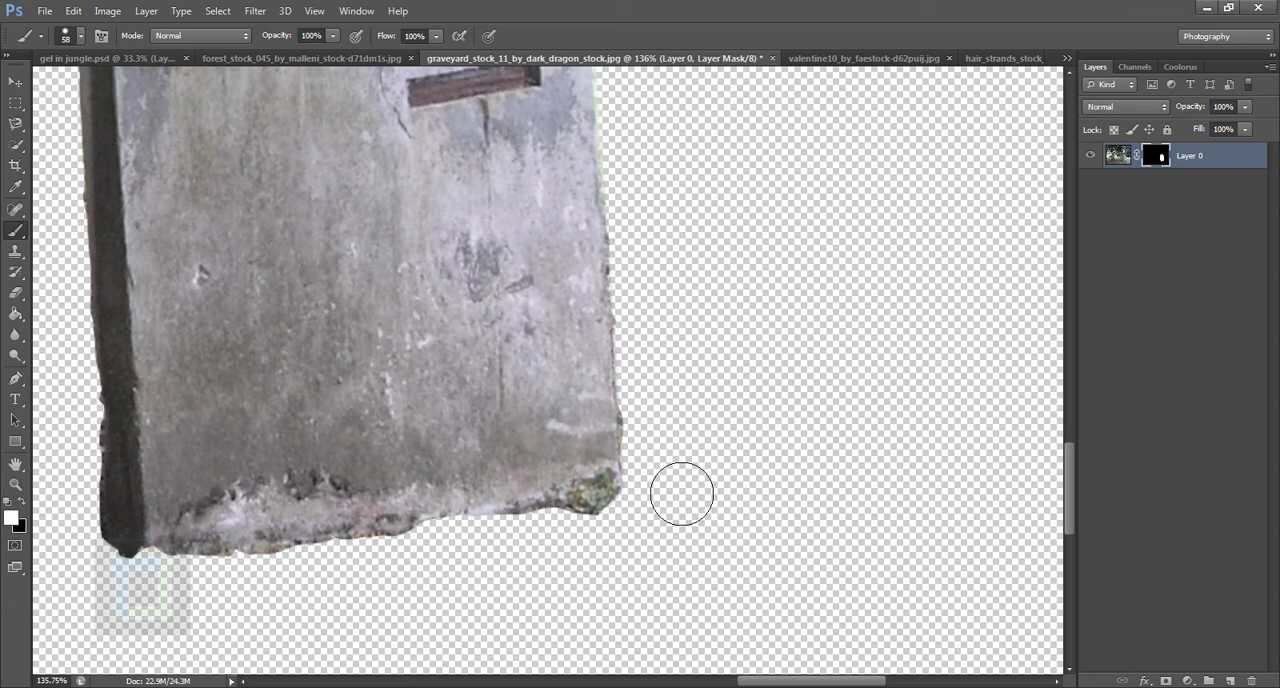 Ps File Edit Image Layer Type Select Filter 3D View Window Help
58 Mode: Normal Opacity: 100% Flow: 100% Photography
gel in jungle.psd @ 33.3% (Lay... × forest_stock_045_by_malleni_stock-d71dm1s.jpg × graveyard_stock_11_by_dark_dragon_stock.jpg @ 136% (Layer 0, Layer Mask/8) * × valentine10_by_faestock-d62puij.jpg × hair_strands_stock
Layers Channels Coolorus
Kind
Normal Opacity: 100%
Lock: Fill: 100%
Layer 0
135.75% Doc: 22.9M/24.3M